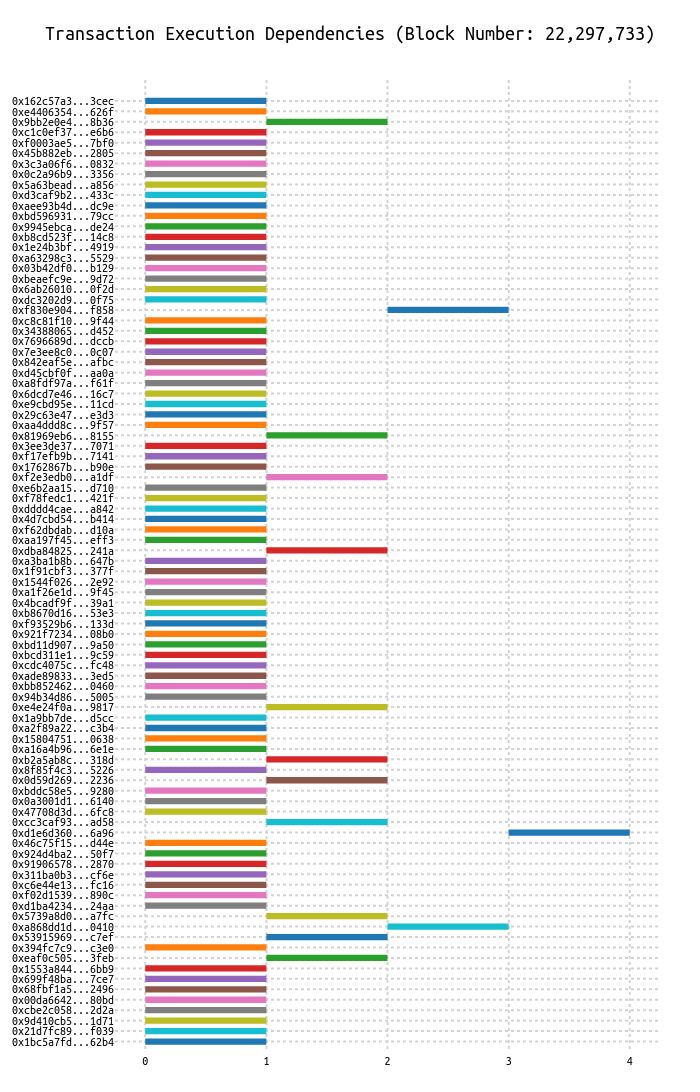 Transaction Execution Dependencies (Block Number: 22,297,733)
0x162c57a3...3cec
0xe4406354...626f
0x9bb2e0e4...8b36
0xc1c0ef37...e6b6
0xf0003ae5...7bf0
0x45b882eb...2805
0x3c3a06f6...0832
0x0c2a96b9...3356
0x5a63bead...a856
0xd3caf9b2...433c
0xaee93b4d...dc9e
0xbd596931...79cc
0x9945ebca...de24
0xb8cd523f...14c8
0x1e24b3bf...4919
0xa63298c3...5529
0x03b42df0...b129
0xbeaefc9e...9d72
0x6ab26010...0f2d
0xdc3202d9...0f75
0xf830e904...f858
0xc8c81f10...9f44
0x34388065...d452
0x7696689d...dccb
0x7e3ee8c0...0c07
0x842eaf5e...afbc
0xd45cbf0f...aa0a
0xa8fdf97a...f61f
0x6dcd7e46...16c7
0xe9cbd95e...11cd
0x29c63e47...e3d3
0xaa4ddd8c...9f57
0x81969eb6...8155
0x3ee3de37...7071
0xf17efb9b...7141
0x1762867b...b90e
0xf2e3edb0...a1df
0xe6b2aa15...d710
0xf78fedc1...421f
0xdddd4cae...a842
0x4d7cbd54...b414
0xf62dbdab...d10a
0xaa197f45...eff3
0xdba84825...241a
0xa3ba1b8b...647b
0x1f91cbf3...377f
0x1544f026...2e92
0xa1f26e1d...9f45
0x4bcadf9f...39a1
0xb8670d16...53e3
0xf93529b6...133d
0x921f7234...08b0
0xbd11d907...9a50
0xbcd311e1...9c59
0xcdc4075c...fc48
0xade89833...3ed5
0xbb852462...0460
0x94b34d86...5005
0xe4e24f0a...9817
0x1a9bb7de...d5cc
0xa2f89a22...c3b4
0x15804751...0638
0xa16a4b96...6e1e
0xb2a5ab8c...318d
0x8f85f4c3...5226
0x0d59d269...2236
0xbddc58e5...9280
0x0a3001d1...6140
0x47708d3d...6fc8
0xcc3caf93...ad58
0xd1e6d360...6a96
0x46c75f15...d44e
0x924d4ba2...50f7
0x91906578...2870
0x311ba0b3...cf6e
0xc6e44e13...fc16
0xf02d1539...890c
0xd1ba4234...24aa
0x5739a8d0...a7fc
0xa868dd1d...0410
0x53915969...c7ef
0x394fc7c9...c3e0
0xeaf0c505...3feb
0x1553a844...6bb9
0x699f48ba...7ce7
0x68fbf1a5...2496
0x00da6642...80bd
0xcbe2c058...2d2a
0x9d410cb5...1d71
0x21d7fc89...f039
0x1bc5a7fd...62b4
0 1 2 3 4